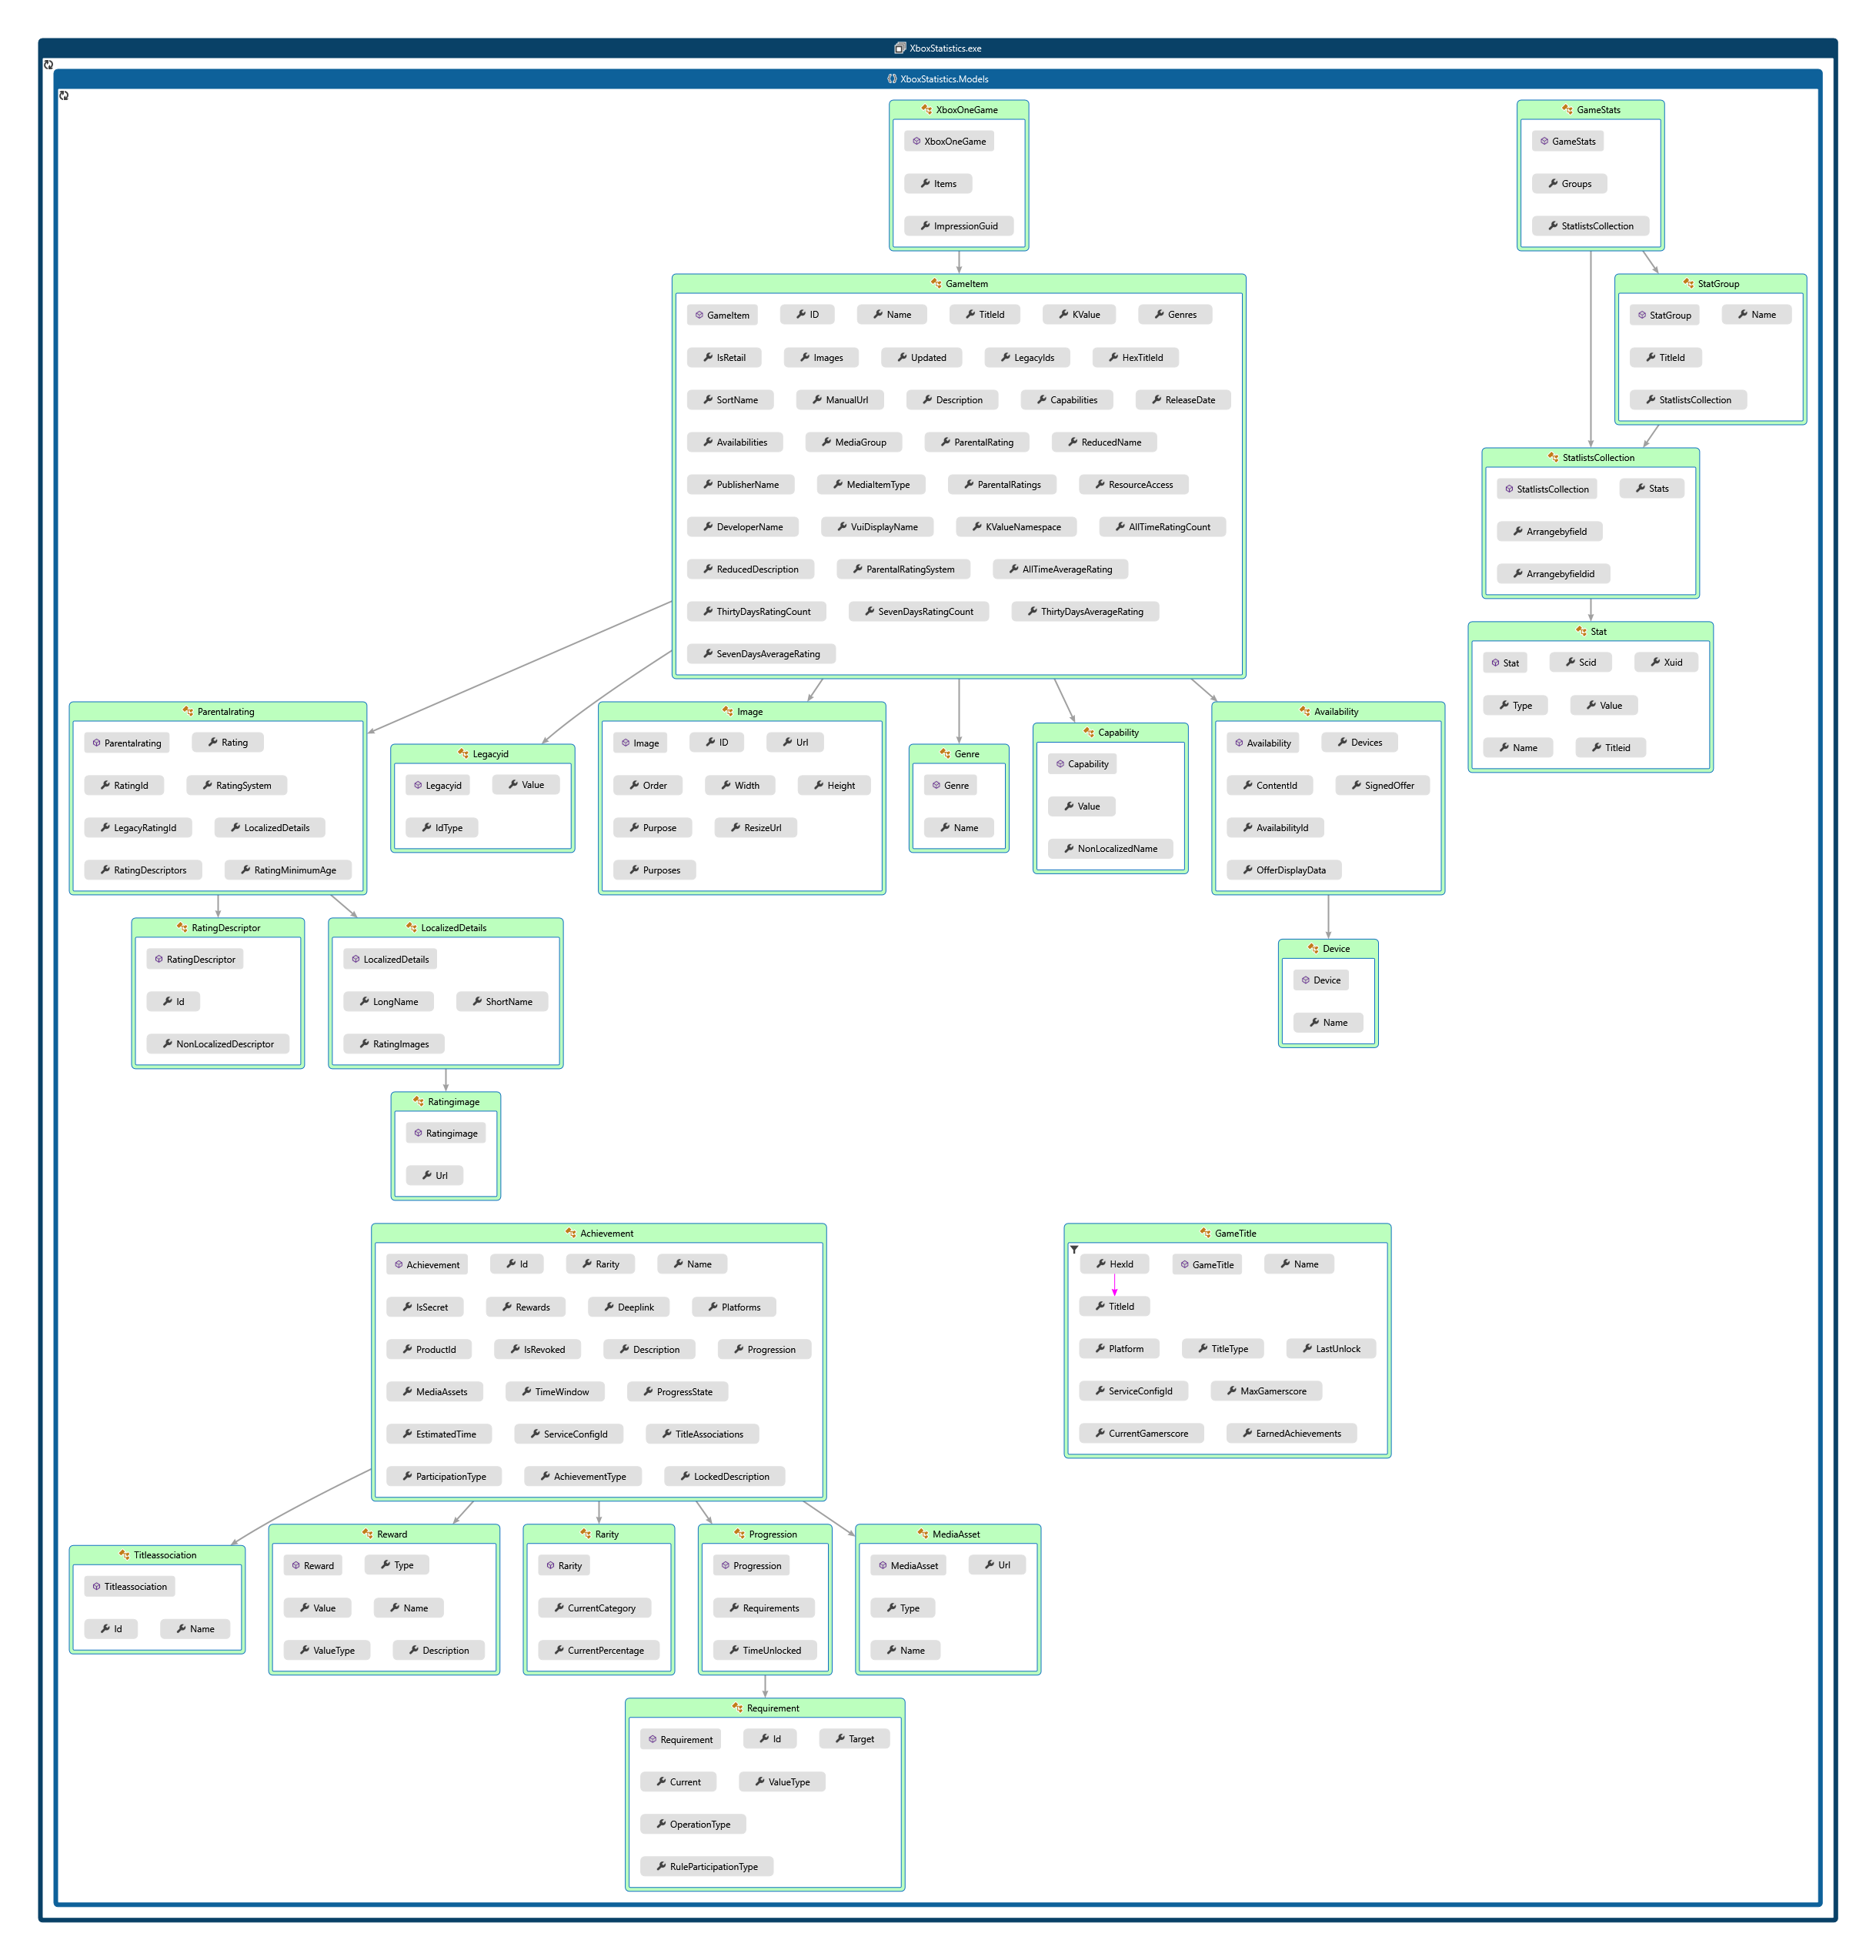 XboxStatistics.exe
XboxStatistics.Models
XboxOneGame
XboxOneGame
Items
ImpressionGuid
GameStats
GameStats
Groups
StatlistsCollection
GameItem
GameItem ID Name TitleId KValue Genres
IsRetail Images Updated LegacyIds HexTitleId
SortName ManualUrl Description Capabilities ReleaseDate
Availabilities MediaGroup ParentalRating ReducedName
PublisherName MediaItemType ParentalRatings ResourceAccess
DeveloperName VuiDisplayName KValueNamespace AllTimeRatingCount
ReducedDescription ParentalRatingSystem AllTimeAverageRating
ThirtyDaysRatingCount SevenDaysRatingCount ThirtyDaysAverageRating
SevenDaysAverageRating
StatGroup
StatGroup Name
TitleId
StatlistsCollection
StatlistsCollection
StatlistsCollection Stats
Arrangebyfield
Arrangebyfieldid
Stat
Stat Scid Xuid
Type Value
Name Titleid
Parentalrating
Parentalrating Rating
RatingId RatingSystem
LegacyRatingId LocalizedDetails
RatingDescriptors RatingMinimumAge
Legacyid
Legacyid Value
IdType
Image
Image ID Url
Order Width Height
Purpose ResizeUrl
Purposes
Genre
Genre
Name
Capability
Capability
Value
NonLocalizedName
Availability
Availability Devices
ContentId SignedOffer
AvailabilityId
OfferDisplayData
RatingDescriptor
RatingDescriptor
Id
NonLocalizedDescriptor
LocalizedDetails
LocalizedDetails
LongName ShortName
RatingImages
Device
Device
Name
Ratingimage
Ratingimage
Url
Achievement
Achievement Id Rarity Name
IsSecret Rewards Deeplink Platforms
ProductId IsRevoked Description Progression
MediaAssets TimeWindow ProgressState
EstimatedTime ServiceConfigId TitleAssociations
ParticipationType AchievementType LockedDescription
GameTitle
HexId GameTitle Name
TitleId
Platform TitleType LastUnlock
ServiceConfigId MaxGamerscore
CurrentGamerscore EarnedAchievements
Titleassociation
Titleassociation
Id Name
Reward
Reward Type
Value Name
ValueType Description
Rarity
Rarity
CurrentCategory
CurrentPercentage
Progression
Progression
Requirements
TimeUnlocked
MediaAsset
MediaAsset Url
Type
Name
Requirement
Requirement Id Target
Current ValueType
OperationType
RuleParticipationType